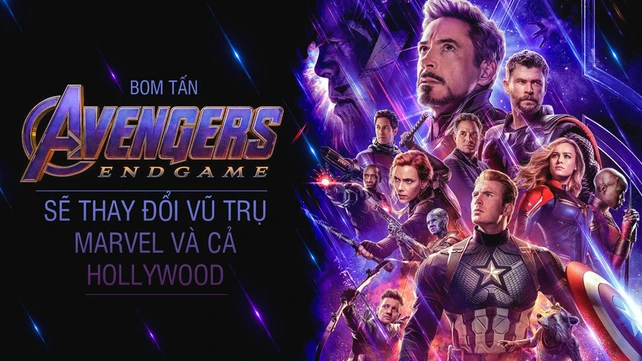 BOM TẤN
AVENGERS
ENDGAME
SẼ THAY ĐỔI VŨ TRỤ
MARVEL VÀ CẢ
HOLLYWOOD